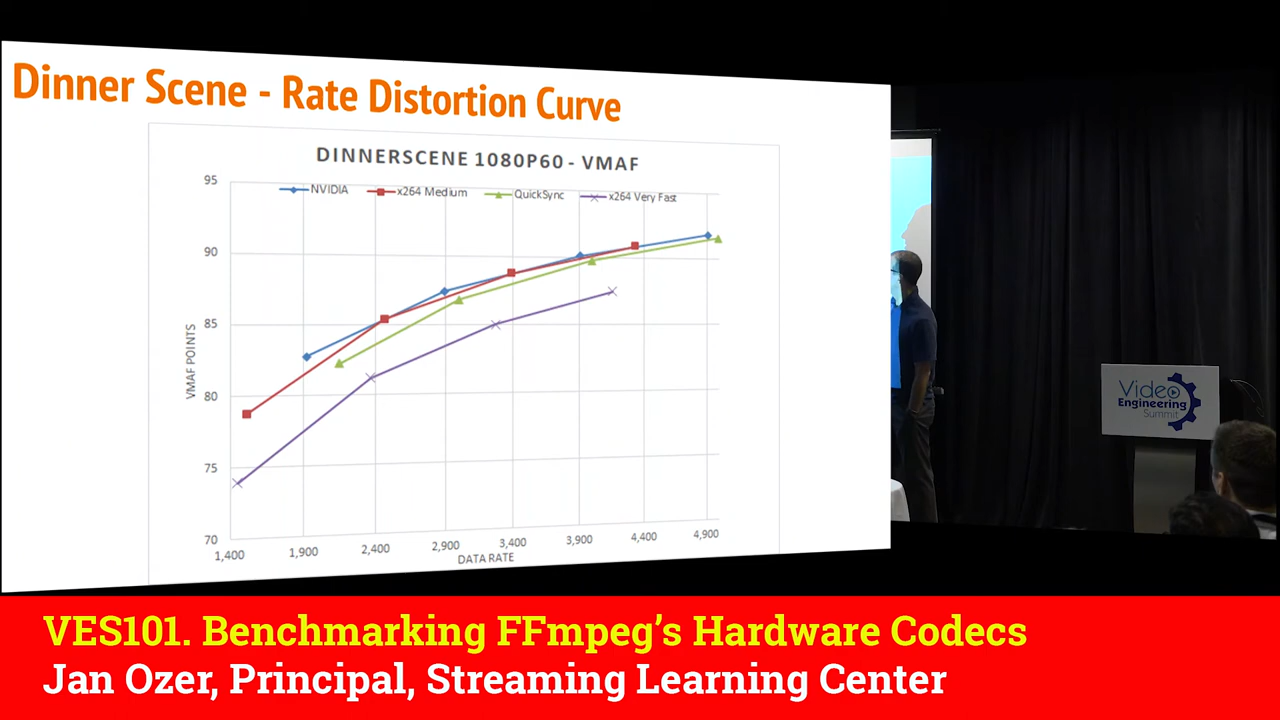 Dinner Scene - Rate Distortion Curve
DINNERSCENE 1080P60 - VMAF
NVIDIA x264 Medium QuickSync x264 Very Fast
95
90
85
80
75
70
VMAF POINTS
1,400 1,900 2,400 2,900 3,400 3,900 4,400 4,900
DATA RATE
Video
Engineering
Summit
VES101. Benchmarking FFmpeg's Hardware Codecs
Jan Ozer, Principal, Streaming Learning Center